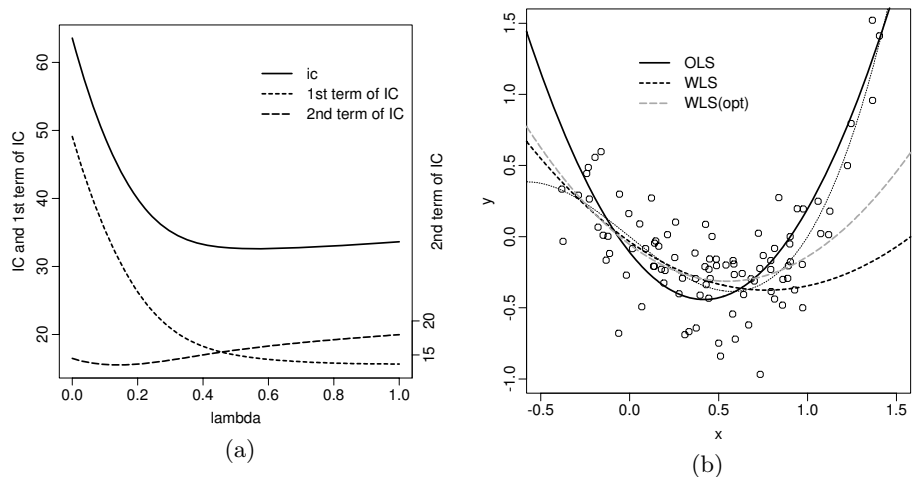 IC and 1st term of IC
20
30
40
50
60
ic
1st term of IC
2nd term of IC
2nd term of IC
15
20
0.0 0.2 0.4 0.6 0.8 1.0
lambda
(a)
y
-1.0
-0.5
0.0
0.5
1.0
1.5
OLS
WLS
WLS(opt)
-0.5 0.0 0.5 1.0 1.5
x
(b)